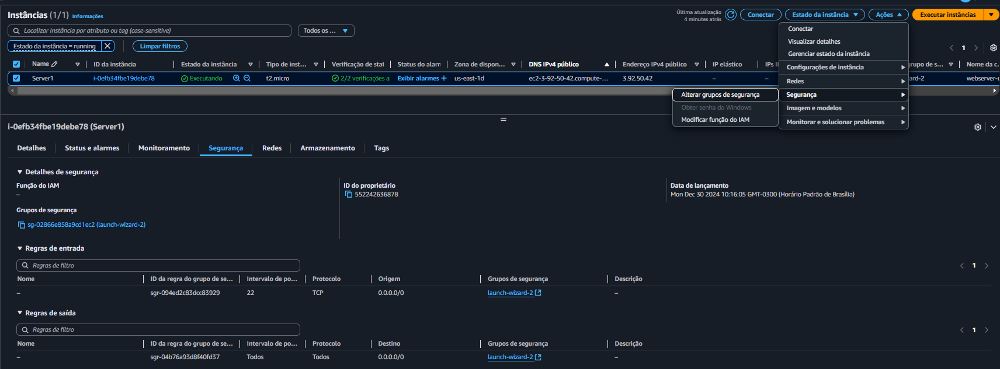 Instâncias (1/1) Informações
Última atualização
4 minutes atrás
Conectar
Estado da instância
Ações
Executar instâncias
Localizar Instância por atributo ou tag (case-sensitive)
Todos os ...
Estado da instância = running
Limpar filtros
1
Name ID da instância Estado da instância Tipo de inst... Verificação de stat Status do alarm Zona de dispon... DNS IPv4 público Endereço IPv4 público IP elástico IPs grupo de s... Nome da c
Server1 i-0efb34fbe19debe78 Executando 2/2 verificações Exibir alarmes + us-east-1d ec2-3-92-50-42.compute-... 3.92.50.42 – – ard-2 webserver-u
Conectar
Visualizar detalhes
Gerenciar estado da instância
Configurações de instância
Redes
Segurança
Imagem e modelos
Monitorar e solucionar problemas
Alterar grupos de segurança
Obter senha do Windows
Modificar função do IAM
i-0efb34fbe19debe78 (Server1)
Detalhes Status e alarmes Monitoramento Segurança Redes Armazenamento Tags
Detalhes de segurança
Função do IAM
–
ID do proprietário
552242636878
Data de lançamento
Mon Dec 30 2024 10:16:05 GMT-0300 (Horário Padrão de Brasília)
Grupos de segurança
sg-02866e858a9cd1ec2 (launch-wizard-2)
Regras de entrada
Regras de filtro
1
Nome ID da regra do grupo de se... Intervalo de po... Protocolo Origem Grupos de segurança Descrição
– sgr-094ed2c83dcc83929 22 TCP 0.0.0.0/0 launch-wizard-2 –
Regras de saída
Regras de filtro
1
Nome ID da regra do grupo de se... Intervalo de po... Protocolo Destino Grupos de segurança Descrição
– sgr-04b76a93d8f40fd37 Todos Todos 0.0.0.0/0 launch-wizard-2 –